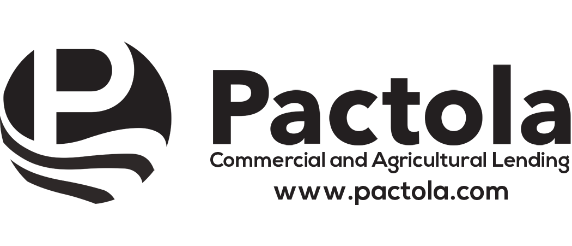 P
Pactola
Commercial and Agricultural Lending
www.pactola.com